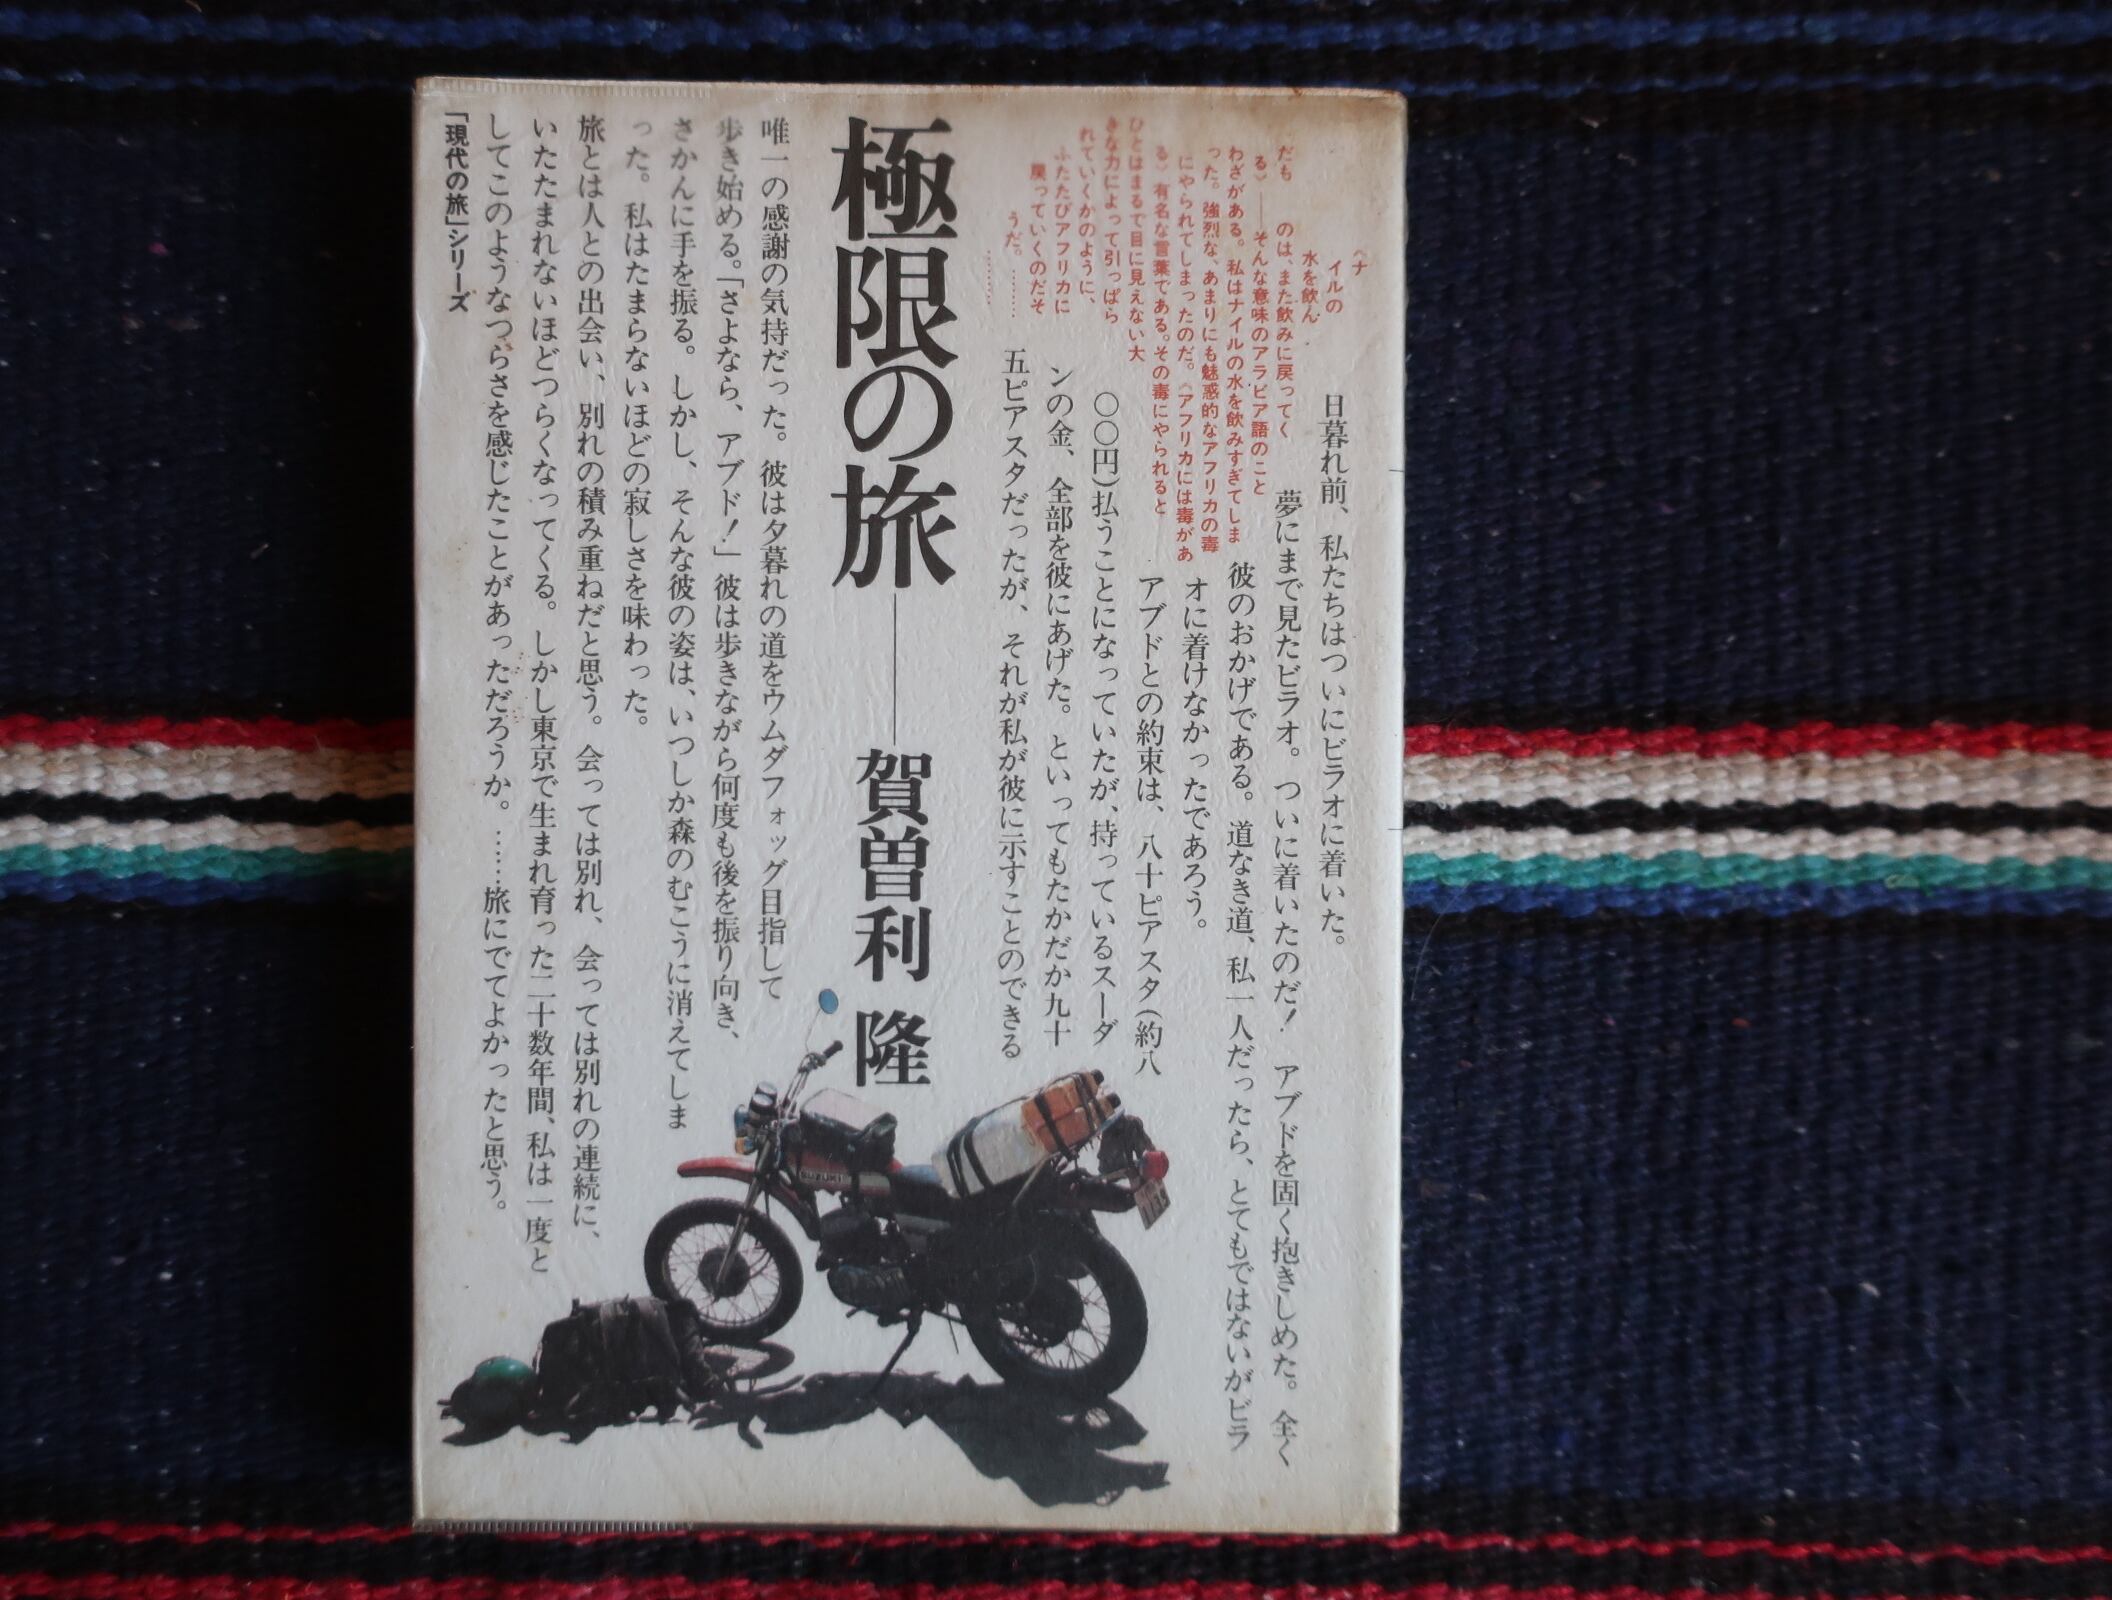 日暮れ前、私たちはついにビラオに着いた。
夢にまで見たビラオ。ついに着いたのだ！　アブドを固く抱きしめた。全く
彼のおかげである。道なき道、私一人だったら、とてもではないがビラ
オに着けなかったであろう。
アブドとの約束は、八十ピアスタ（約八
〇〇円）払うことになっていたが、持っているスーダ
ンの金、全部を彼にあげた。といってもたかだか九十
五ピアスタだったが、それが私が彼に示すことのできる
〈ナ
イルの
水を飲ん
だものは、また飲みに戻ってく
る〉――そんな意味のアラビア語のこと
わざがある。私はナイルの水を飲みすぎてしま
った。強烈な、あまりにも魅惑的なアフリカの毒
にやられてしまったのだ。《アフリカには毒があ
る》有名な言葉である。その毒にやられると
ひとはまるで目に見えない大
きな力によって引っぱら
れていくかのように、
ふたたびアフリカに
戻っていくのだそ
うだ。………
………
極限の旅――賀曽利 隆
唯一の感謝の気持だった。彼は夕暮れの道をウムダフォッグ目指して
歩き始める。「さよなら、アブド！」彼は歩きながら何度も後を振り向き、
さかんに手を振る。しかし、そんな彼の姿は、いつしか森のむこうに消えてしま
った。私はたまらないほどの寂しさを味わった。
旅とは人との出会い、別れの積み重ねだと思う。会っては別れ、会っては別れの連続に、
いたたまれないほどつらくなってくる。しかし東京で生まれ育った二十数年間、私は一度と
してこのようなつらさを感じたことがあっただろうか。……旅にでてよかったと思う。
「現代の旅」シリーズ
SUZUKI